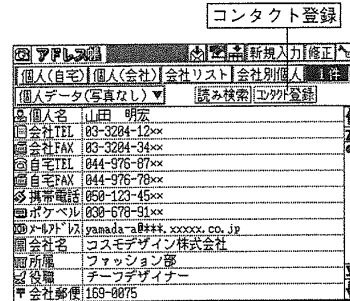 コンタクト登録
アドレス帳 新規入力 修正
個人(自宅) 個人(会社) 会社リスト 会社別個人 1件
個人データ(写真なし)▼ 読み検索 コンタクト登録
個人名 山田 明宏
会社TEL 03-3204-12××
会社FAX 03-3204-34××
自宅TEL 044-976-87××
自宅FAX 044-976-78××
携帯電話 050-123-45××
ポケベル 030-678-91××
メールアドレス yamada-a@***.xxxxx.co.jp
会社名 コスモデザイン株式会社
所属 ファッション部
役職 チーフデザイナー
〒会社郵便 169-0075